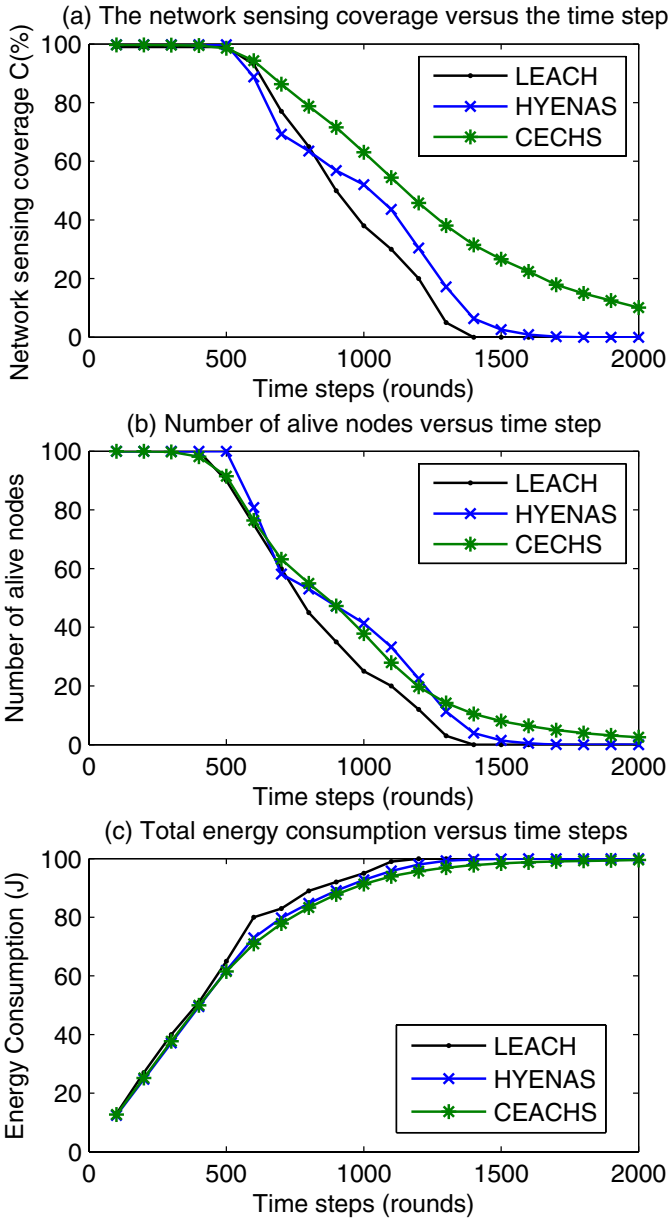 (a) The network sensing coverage versus the time step
Network sensing coverage C(%)
100
80
60
40
20
0
LEACH
HYENAS
CECHS
0 500 1000 1500 2000
Time steps (rounds)
(b) Number of alive nodes versus time step
Number of alive nodes
100
80
60
40
20
0
LEACH
HYENAS
CECHS
0 500 1000 1500 2000
Time steps (rounds)
(c) Total energy consumption versus time steps
Energy Consumption (J)
100
80
60
40
20
0
LEACH
HYENAS
CEACHS
0 500 1000 1500 2000
Time steps (rounds)